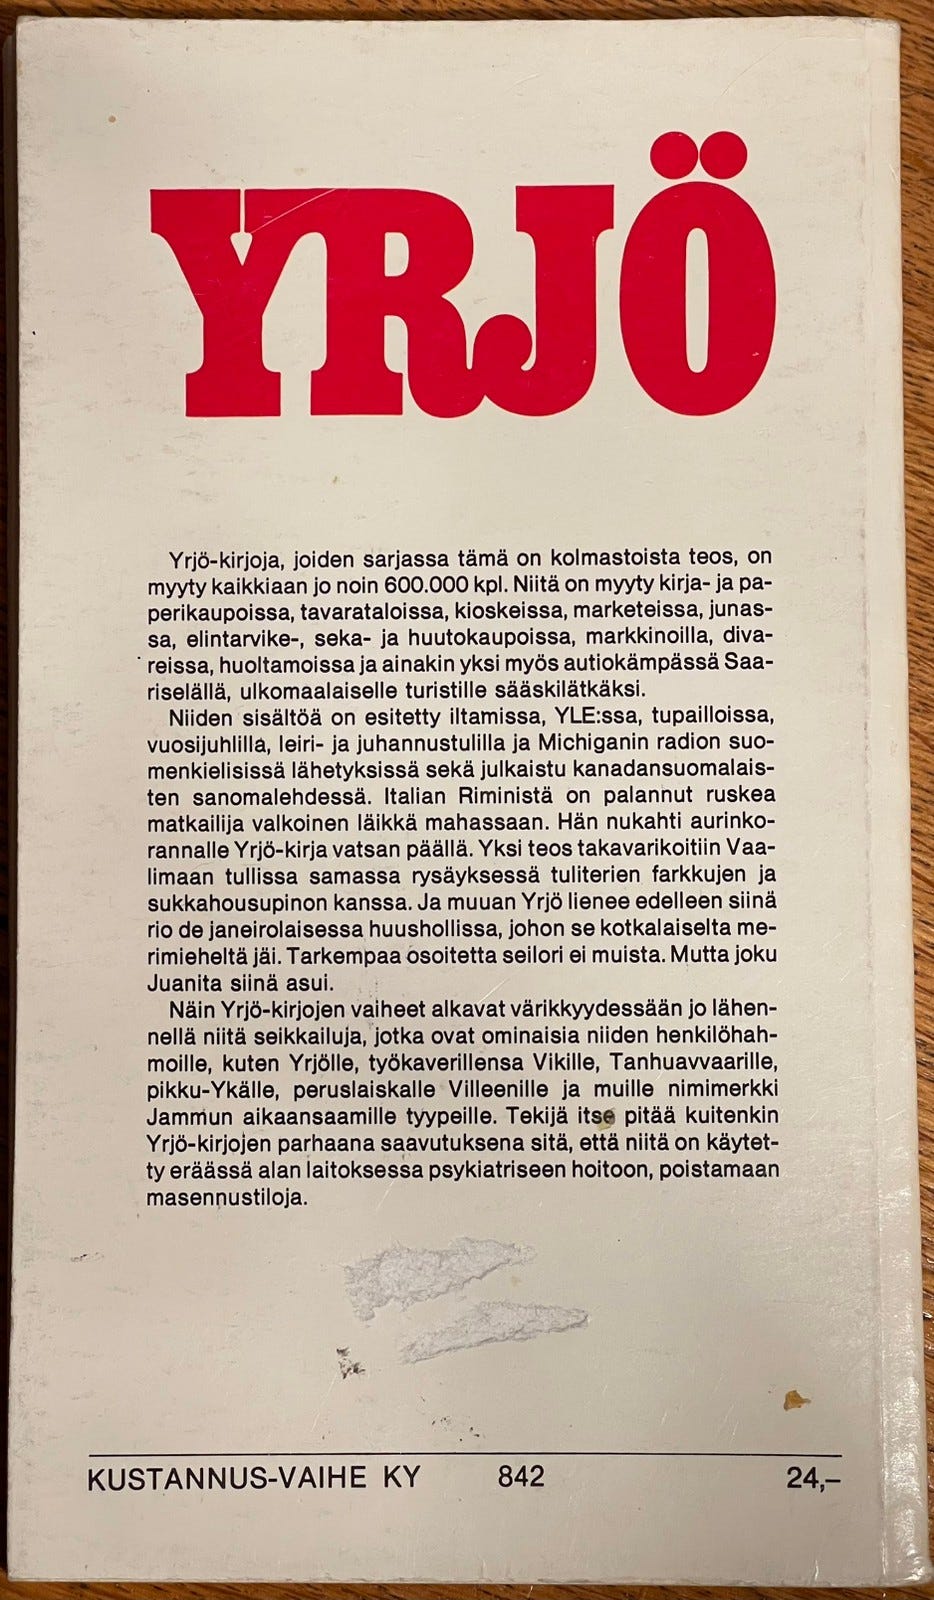 YRJÖ
Yrjö-kirjoja, joiden sarjassa tämä on kolmastoista teos, on
myyty kaikkiaan jo noin 600.000 kpl. Niitä on myyty kirja- ja pa-
perikaupoissa, tavarataloissa, kioskeissa, marketeissa, junas-
sa, elintarvike-, seka- ja huutokaupoissa, markkinoilla, diva-
reissa, huoltamoissa ja ainakin yksi myös autiokämpässä Saa-
riselällä, ulkomaalaiselle turistille sääskilätkäksi.
Niiden sisältöä on esitetty iltamissa, YLE:ssa, tupailloissa,
vuosijuhlilla, leiri- ja juhannustulilla ja Michiganin radion suo-
menkielisissä lähetyksissä sekä julkaistu kanadansuomalais-
ten sanomalehdessä. Italian Riministä on palannut ruskea
matkailija valkoinen läikkä mahassaan. Hän nukahti aurinko-
rannalle Yrjö-kirja vatsan päällä. Yksi teos takavarikoitiin Vaa-
limaan tullissa samassa rysäyksessä tuliterien farkkujen ja
sukkahousupinon kanssa. Ja muuan Yrjö lienee edelleen siinä
rio de janeirolaisessa huushollissa, johon se kotkalaiselta me-
rimieheltä jäi. Tarkempaa osoitetta seilori ei muista. Mutta joku
Juanita siinä asui.
Näin Yrjö-kirjojen vaiheet alkavat värikkyydessään jo lähen-
nellä niitä seikkailuja, jotka ovat ominaisia niiden henkilöhah-
moille, kuten Yrjölle, työkaverillensa Vikille, Tanhuavvaarille,
pikku-Ykälle, peruslaiskalle Villeenille ja muille nimimerkki
Jammun aikaansaamille tyypeille. Tekijä itse pitää kuitenkin
Yrjö-kirjojen parhaana saavutuksena sitä, että niitä on käytet-
ty eräässä alan laitoksessa psykiatriseen hoitoon, poistamaan
masennustiloja.
KUSTANNUS-VAIHE KY 842 24,–